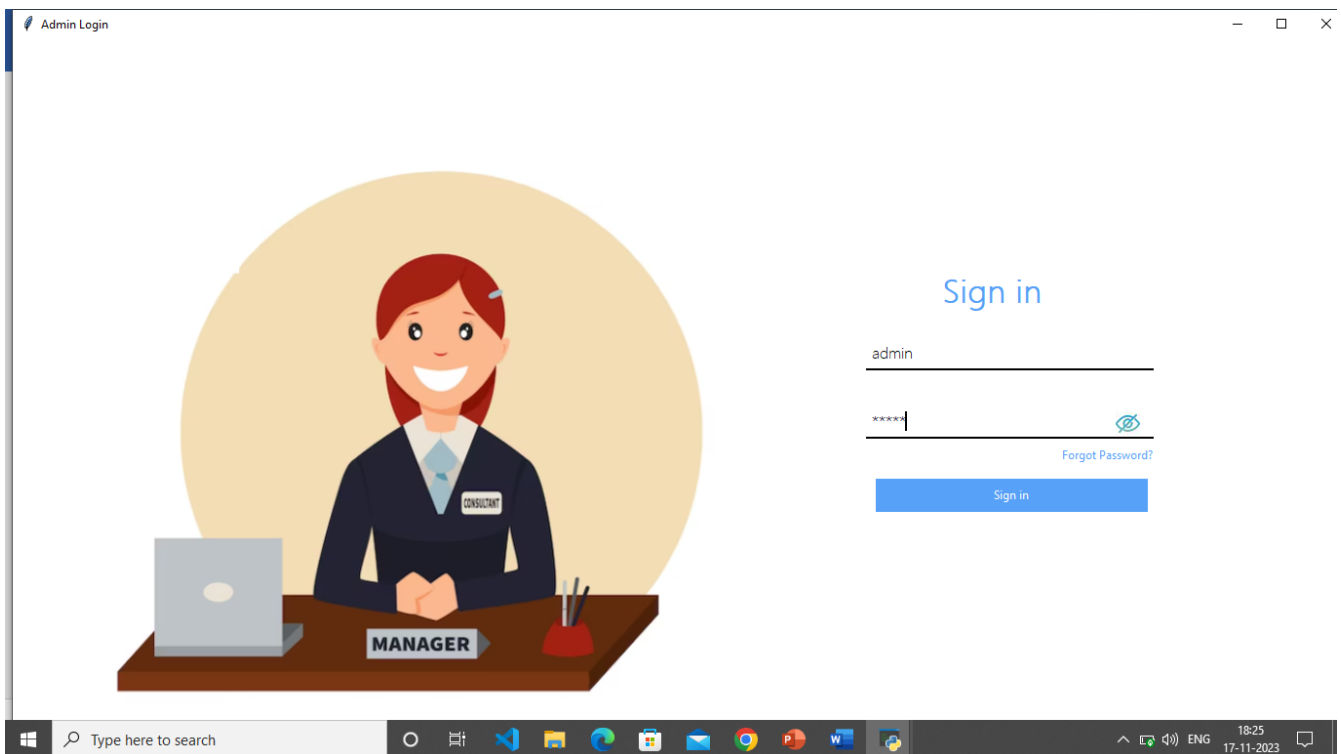 Admin Login
Sign in
admin
*****
Forgot Password?
Sign in
CONSULTANT
MANAGER
Type here to search
ENG
18:25
17-11-2023